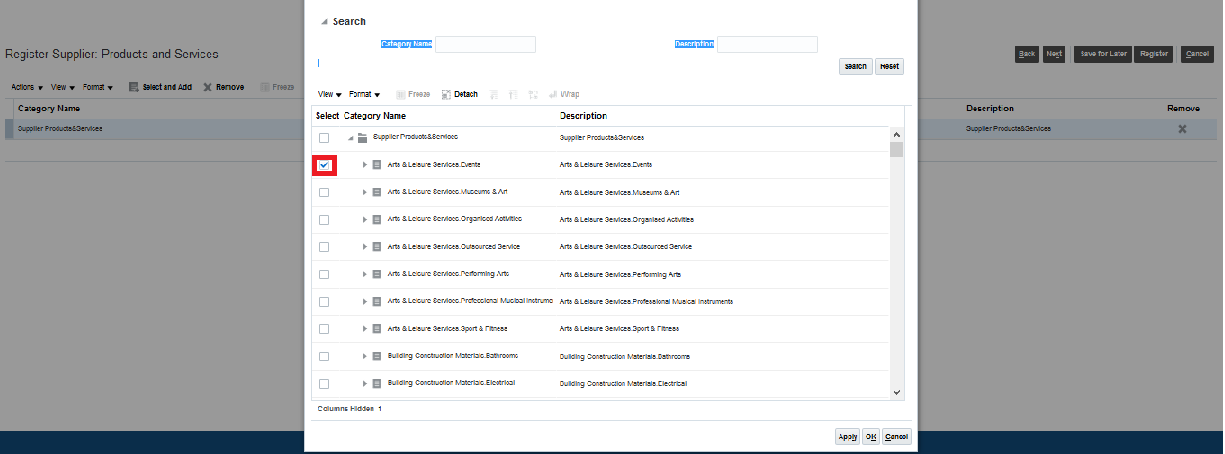 Search
Category Name
Description
Search Reset
Register Supplier: Products and Services
Back Next Save for Later Register Cancel
Actions View Format Select and Add Remove Freeze
Category Name
Description Remove
Supplier Products&Services
Supplier Products&Services
View Format Freeze Detach Wrap
Select Category Name Description
Supplier Products&Services Supplier Products&Services
Arts & Leisure Services.Events Arts & Leisure Services.Events
Arts & Leisure Services.Museums & Art Arts & Leisure Services.Museums & Art
Arts & Leisure Services.Organised Activities Arts & Leisure Services.Organised Activities
Arts & Leisure Services.Outsourced Service Arts & Leisure Services.Outsourced Service
Arts & Leisure Services.Performing Arts Arts & Leisure Services.Performing Arts
Arts & Leisure Services.Professional Musical Instrume Arts & Leisure Services.Professional Musical Instruments
Arts & Leisure Services.Sport & Fitness Arts & Leisure Services.Sport & Fitness
Building Construction Materials.Bathrooms Building Construction Materials.Bathrooms
Building Construction Materials.Electrical Building Construction Materials.Electrical
Columns Hidden 1
Apply OK Cancel